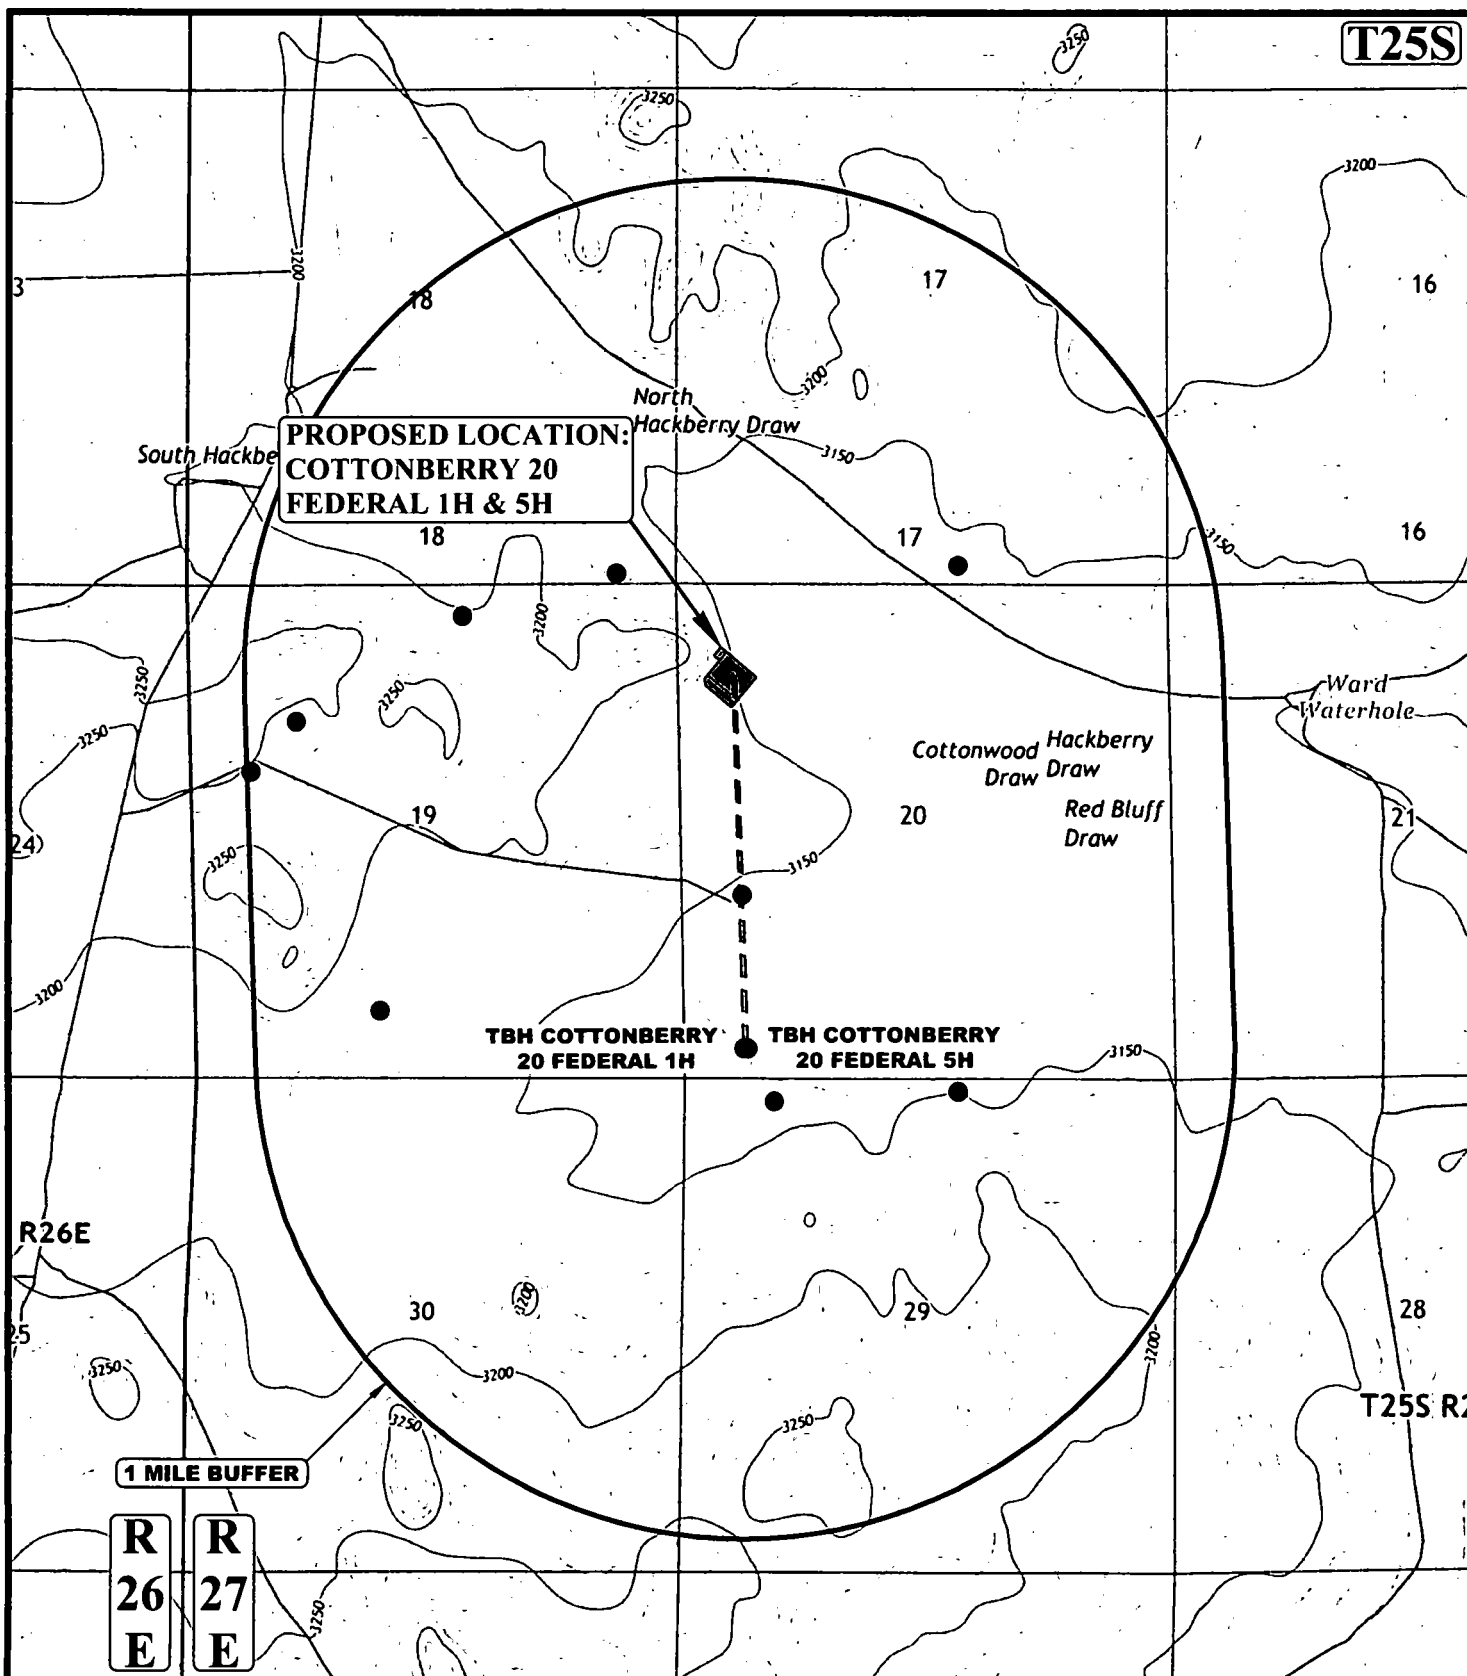 T25S
3250
3250
3200
3200
3
18
17
16
3200
North
Hackberry Draw
South Hackbe
PROPOSED LOCATION:
COTTONBERRY 20
FEDERAL 1H & 5H
3150
18
17
16
3150
3200
3250
3250
3250
Ward
Waterhole
Cottonwood
Draw
Hackberry
Draw
19
20
Red Bluff
Draw
21
24
3250
3150
3200
TBH COTTONBERRY
20 FEDERAL 1H
TBH COTTONBERRY
20 FEDERAL 5H
3150
R26E
3200
30
29
28
25
3250
3200
3200
T25S R2
3250
3250
1 MILE BUFFER
R
26
E
R
27
E
3250